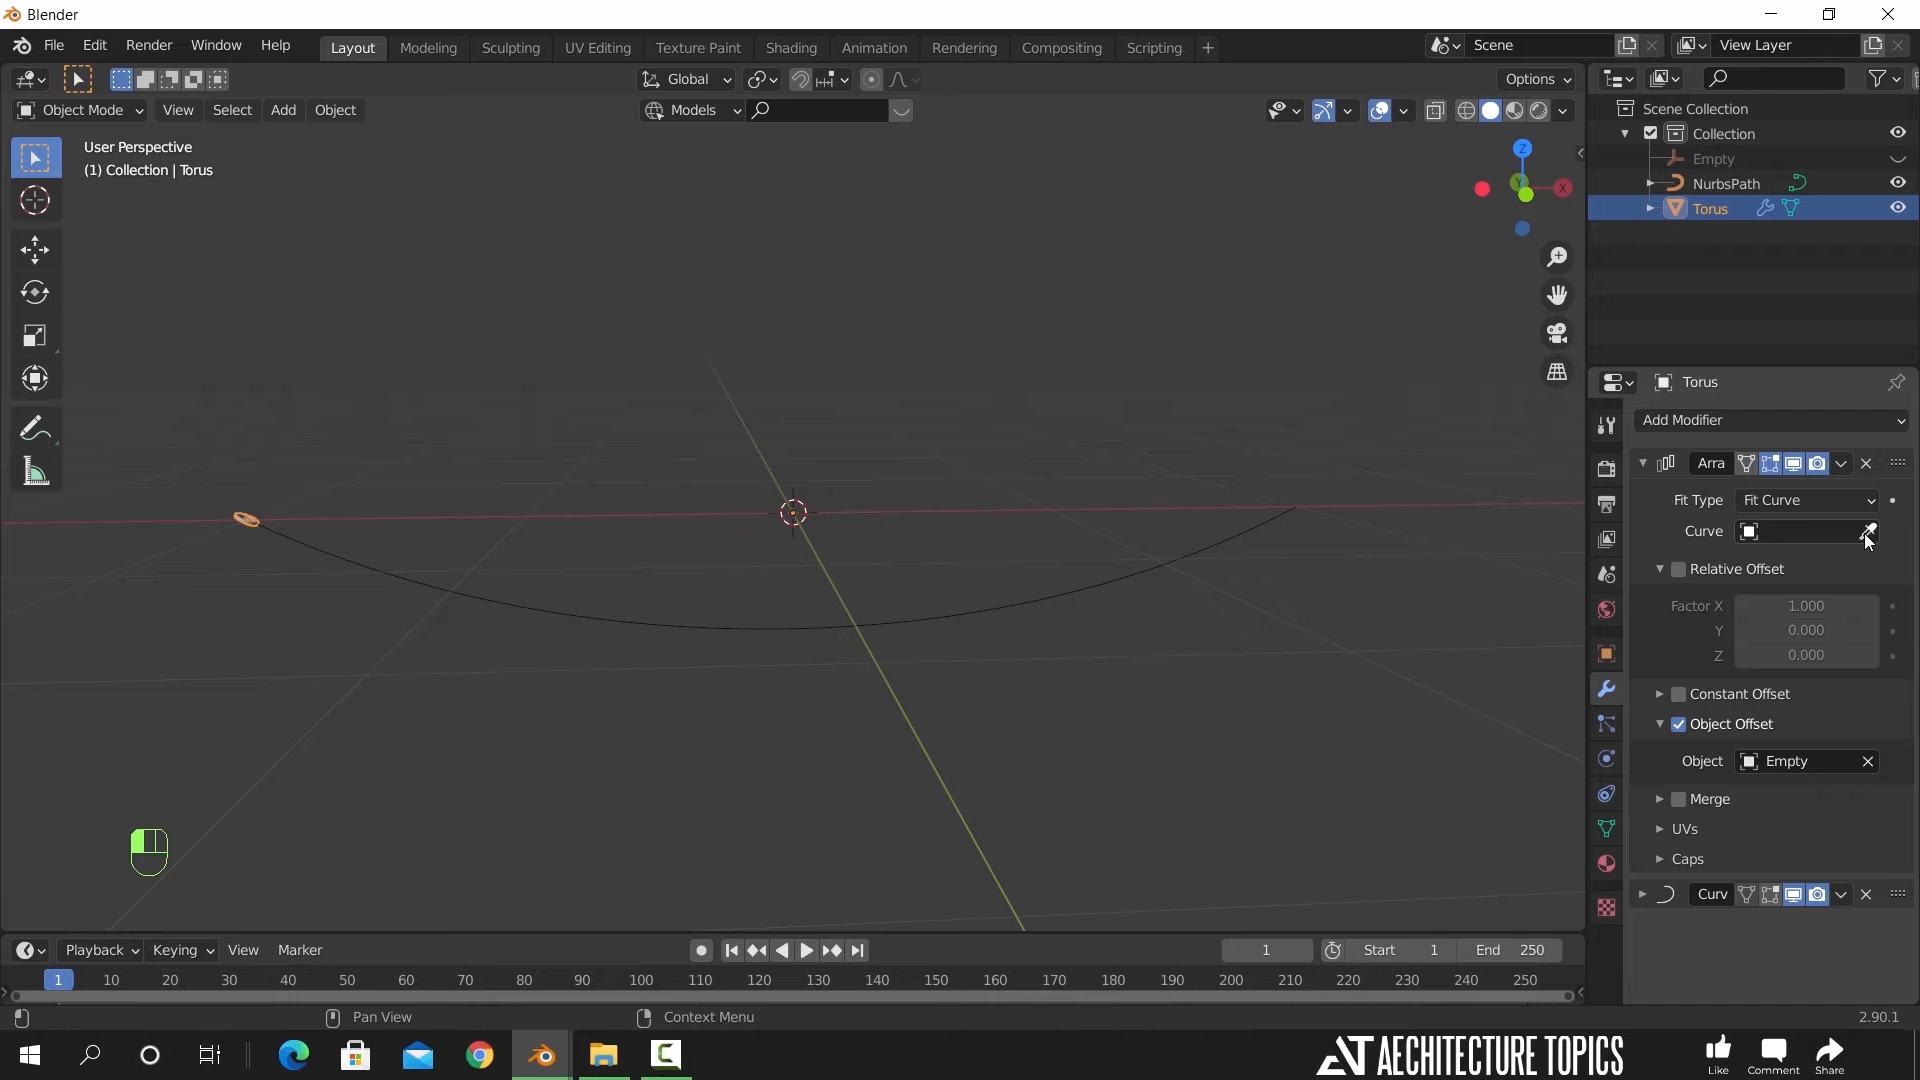 Blender
File Edit Render Window Help
Layout Modeling Sculpting UV Editing Texture Paint Shading Animation Rendering Compositing Scripting +
Scene
View Layer
Global
Options
Object Mode View Select Add Object
Models
User Perspective
(1) Collection | Torus
Z
Y
X
Scene Collection
Collection
Empty
NurbsPath
Torus
Torus
Add Modifier
Arra
Fit Type Fit Curve
Curve
Relative Offset
Factor X 1.000
Y 0.000
Z 0.000
Constant Offset
Object Offset
Object Empty
Merge
UVs
Caps
Curv
Playback Keying View Marker
1 Start 1 End 250
1 10 20 30 40 50 60 70 80 90 100 110 120 130 140 150 160 170 180 190 200 210 220 230 240 250
Pan View
Context Menu
2.90.1
AT AECHITECTURE TOPICS
Like Comment Share